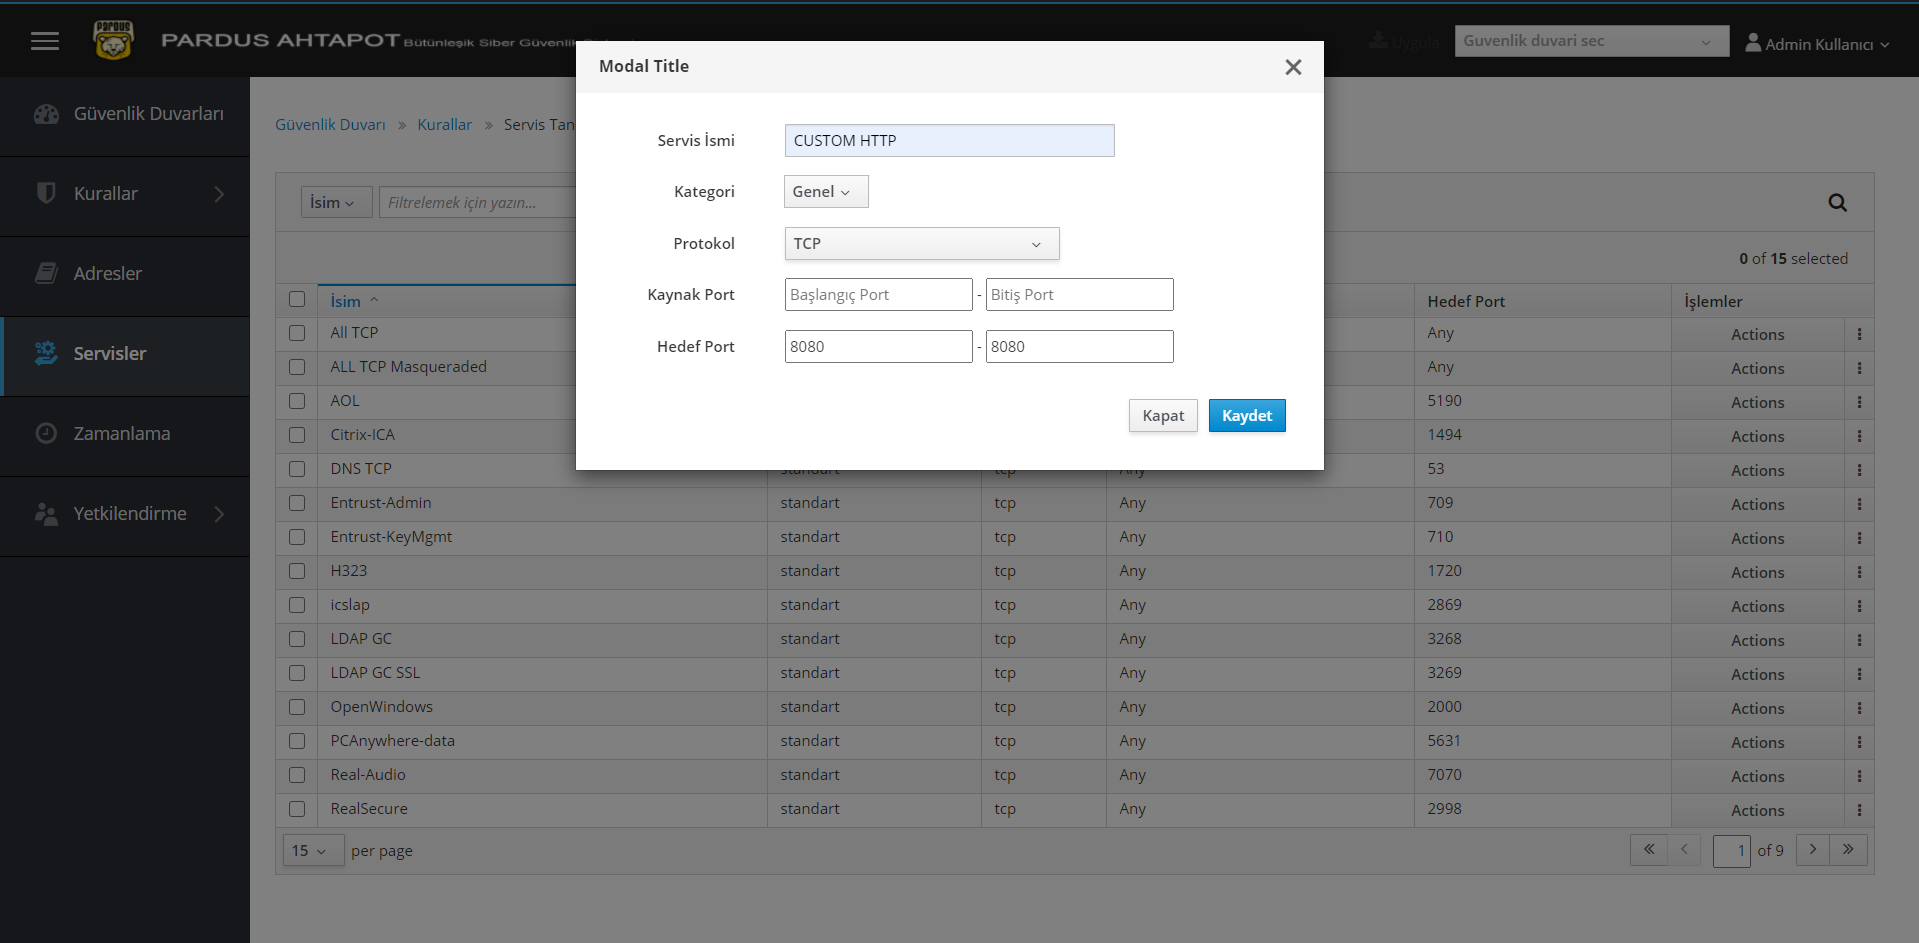 PARDUS AHTAPOT Bütünleşik Siber Güvenlik
Uygula
Guvenlik duvari sec
Admin Kullanıcı
Modal Title
Servis İsmi CUSTOM HTTP
Kategori Genel
Protokol TCP
Kaynak Port Başlangıç Port - Bitiş Port
Hedef Port 8080 - 8080
Kapat Kaydet
Güvenlik Duvarları
Kurallar
Adresler
Servisler
Zamanlama
Yetkilendirme
Güvenlik Duvarı » Kurallar » Servis Tan
İsim Filtrelemek için yazın...
0 of 15 selected
İsim Hedef Port İşlemler
All TCP Any Actions
ALL TCP Masqueraded Any Actions
AOL 5190 Actions
Citrix-ICA 1494 Actions
DNS TCP standart tcp Any 53 Actions
Entrust-Admin standart tcp Any 709 Actions
Entrust-KeyMgmt standart tcp Any 710 Actions
H323 standart tcp Any 1720 Actions
icslap standart tcp Any 2869 Actions
LDAP GC standart tcp Any 3268 Actions
LDAP GC SSL standart tcp Any 3269 Actions
OpenWindows standart tcp Any 2000 Actions
PCAnywhere-data standart tcp Any 5631 Actions
Real-Audio standart tcp Any 7070 Actions
RealSecure standart tcp Any 2998 Actions
15 per page
1 of 9